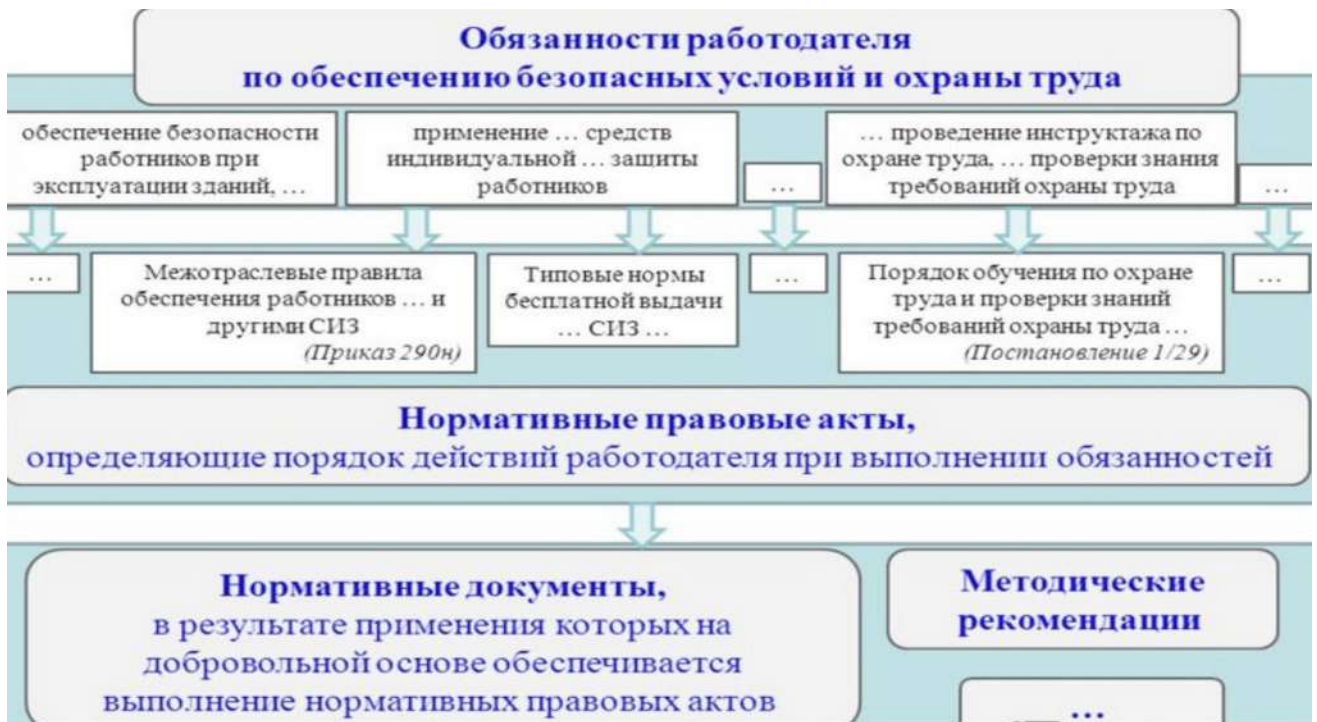 Обязанности работодателя
по обеспечению безопасных условий и охраны труда
обеспечение безопасности
работников при
эксплуатации зданий, …
применение … средств
индивидуальной … защиты
работников
…
… проведение инструктажа по
охране труда, … проверки знания
требований охраны труда
…
…
Межотраслевые правила
обеспечения работников … и
другими СИЗ
(Приказ 290н)
Типовые нормы
бесплатной выдачи
… СИЗ …
…
Порядок обучения по охране
труда и проверки знаний
требований охраны труда …
(Постановление 1/29)
…
Нормативные правовые акты,
определяющие порядок действий работодателя при выполнении обязанностей
Нормативные документы,
в результате применения которых на
добровольной основе обеспечивается
выполнение нормативных правовых актов
Методические
рекомендации
…